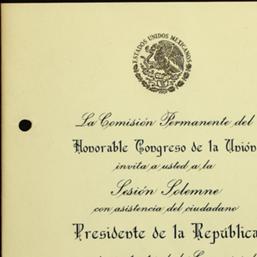 ESTADOS UNIDOS MEXICANOS
La Comisión Permanente del
Honorable Congreso de la Unión
invita a usted a la
Sesión Solemne
con asistencia del ciudadano
Presidente de la República